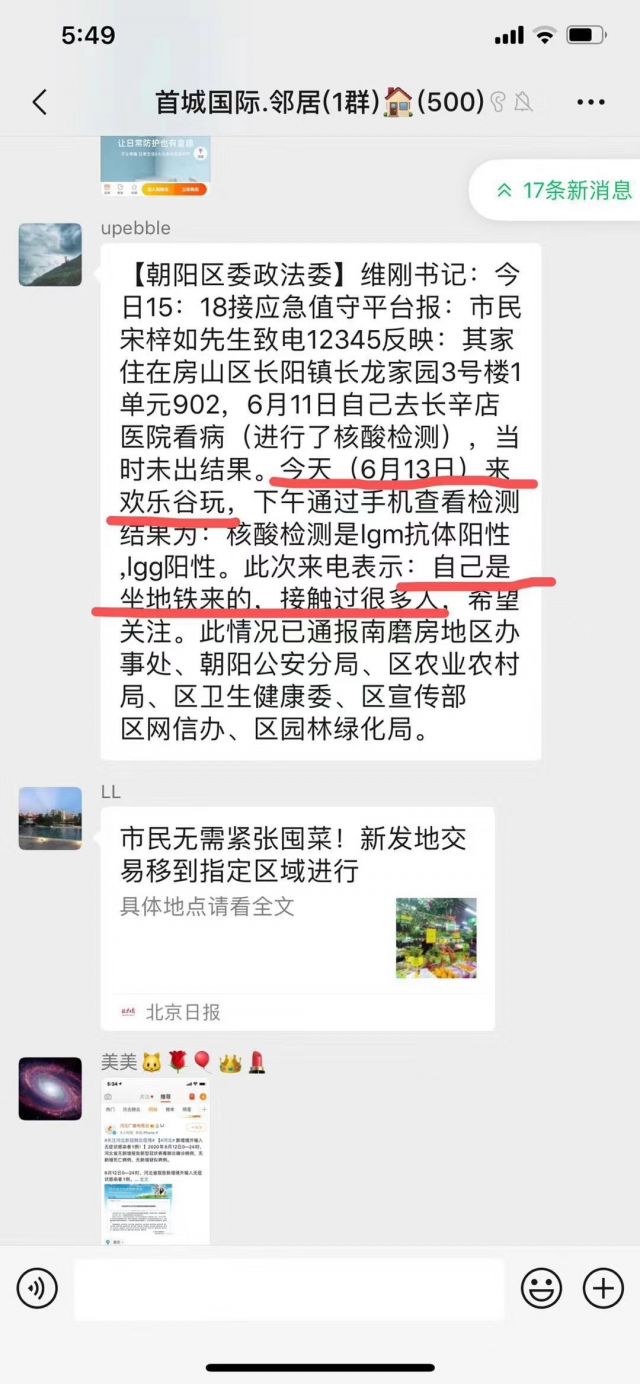 5:49
首城国际.邻居(1群)🏠(500)
让日常防护也有童趣
17条新消息
upebble
【朝阳区委政法委】维刚书记：今
日15：18接应急值守平台报：市民
宋梓如先生致电12345反映：其家
住在房山区长阳镇长龙家园3号楼1
单元902，6月11日自己去长辛店
医院看病（进行了核酸检测），当
时未出结果。今天（6月13日）来
欢乐谷玩，下午通过手机查看检测
结果为：核酸检测是lgm抗体阳性
,lgg阳性。此次来电表示：自己是
坐地铁来的，接触过很多人，希望
关注。此情况已通报南磨房地区办
事处、朝阳公安分局、区农业农村
局、区卫生健康委、区宣传部
区网信办、区园林绿化局。
LL
市民无需紧张囤菜！新发地交
易移到指定区域进行
具体地点请看全文
北京日报
美美🐱🌹🎈👑💄
5:34
关注 推荐